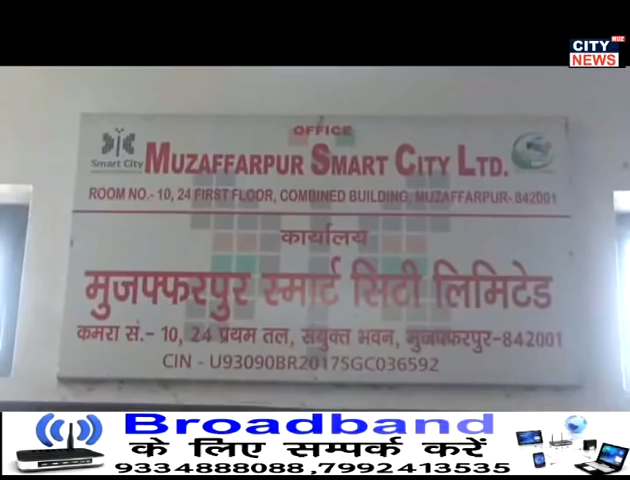 CITY MUZ
NEWS
OFFICE
Smart City
MUZAFFARPUR SMART CITY LTD.
ROOM NO.- 10, 24 FIRST FLOOR, COMBINED BUILDING, MUZAFFARPUR- 842001
कार्यालय
मुजफ्फरपुर स्मार्ट सिटी लिमिटेड
कमरा सं.- 10, 24 प्रथम तल, संयुक्त भवन, मुजफ्फरपुर-842001
CIN - U93090BR2017SGC036592
Broadband
के लिए सम्पर्क करें
9334888088,7992413535